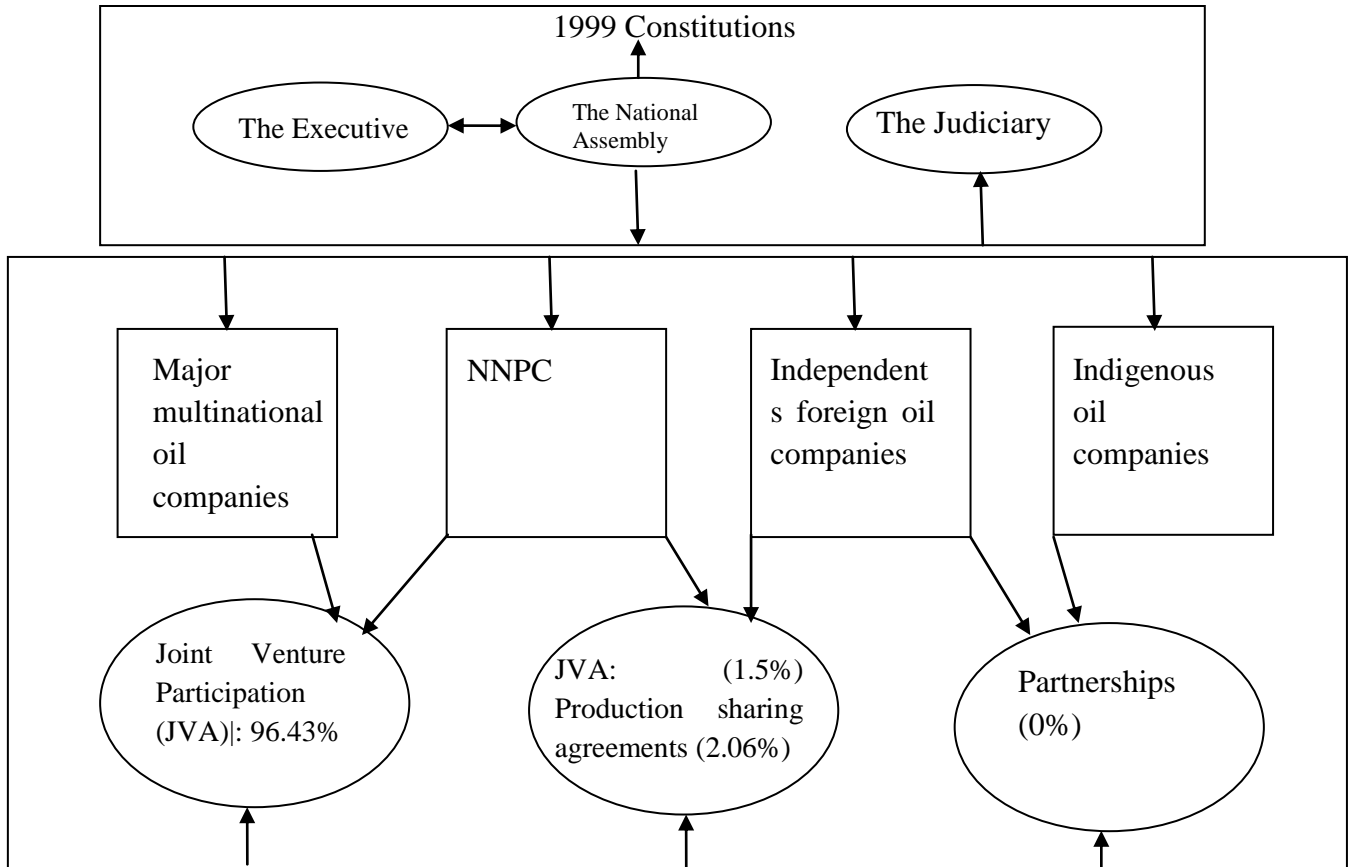 1999 Constitutions
The Executive
The National
Assembly
The Judiciary
Major
multinational
oil
companies
NNPC
Independent
s foreign oil
companies
Indigenous
oil
companies
Joint Venture
Participation
(JVA)|: 96.43%
JVA: (1.5%)
Production sharing
agreements (2.06%)
Partnerships
(0%)